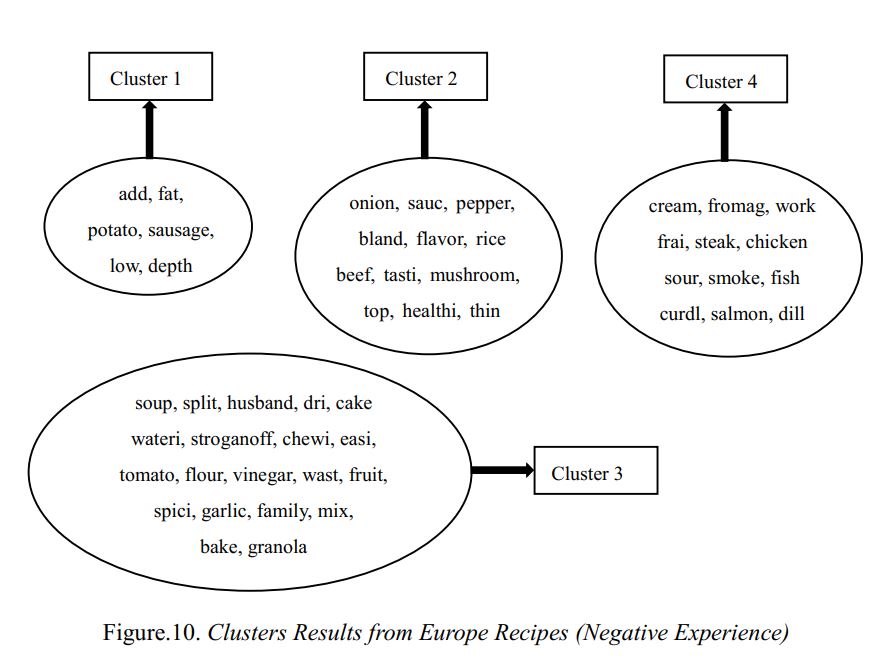 Cluster 1
add, fat,
potato, sausage,
low, depth
Cluster 2
onion, sauc, pepper,
bland, flavor, rice
beef, tasti, mushroom,
top, healthi, thin
Cluster 4
cream, fromag, work
frai, steak, chicken
sour, smoke, fish
curdl, salmon, dill
soup, split, husband, dri, cake
wateri, stroganoff, chewi, easi,
tomato, flour, vinegar, wast, fruit,
spici, garlic, family, mix,
bake, granola
Cluster 3
Figure.10. Clusters Results from Europe Recipes (Negative Experience)